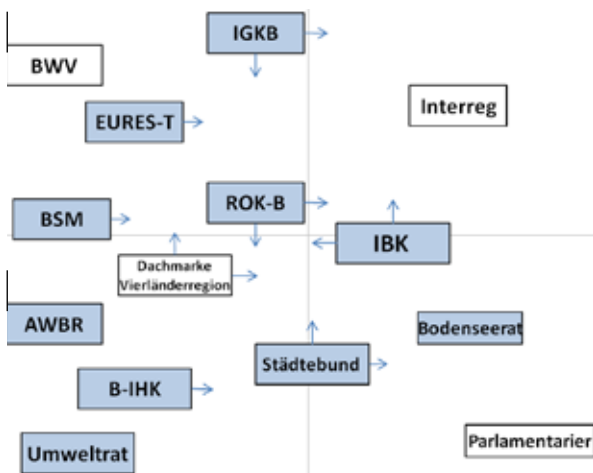 IGKB
BWV
Interreg
EURES-T
ROK-B
BSM
IBK
Dachmarke
Vierländerregion
AWBR
Bodenseerat
Städtebund
B-IHK
Parlamentarier
Umweltrat